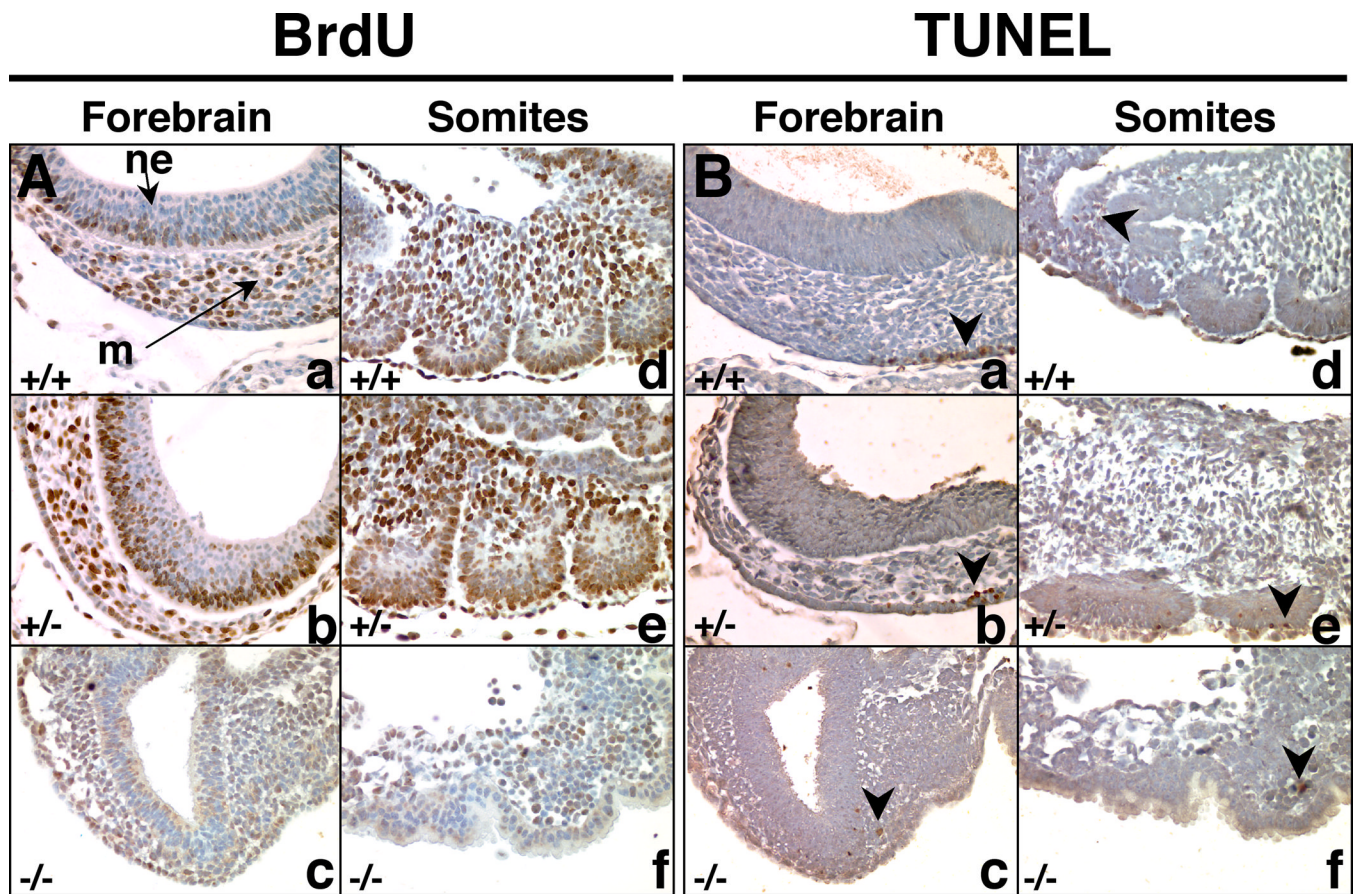 BrdU TUNEL
Forebrain Somites Forebrain Somites
A ne m +/+ a +/+ d B +/+ a +/+ d
+/- b +/- e +/- b +/- e
-/- c -/- f -/- c -/- f